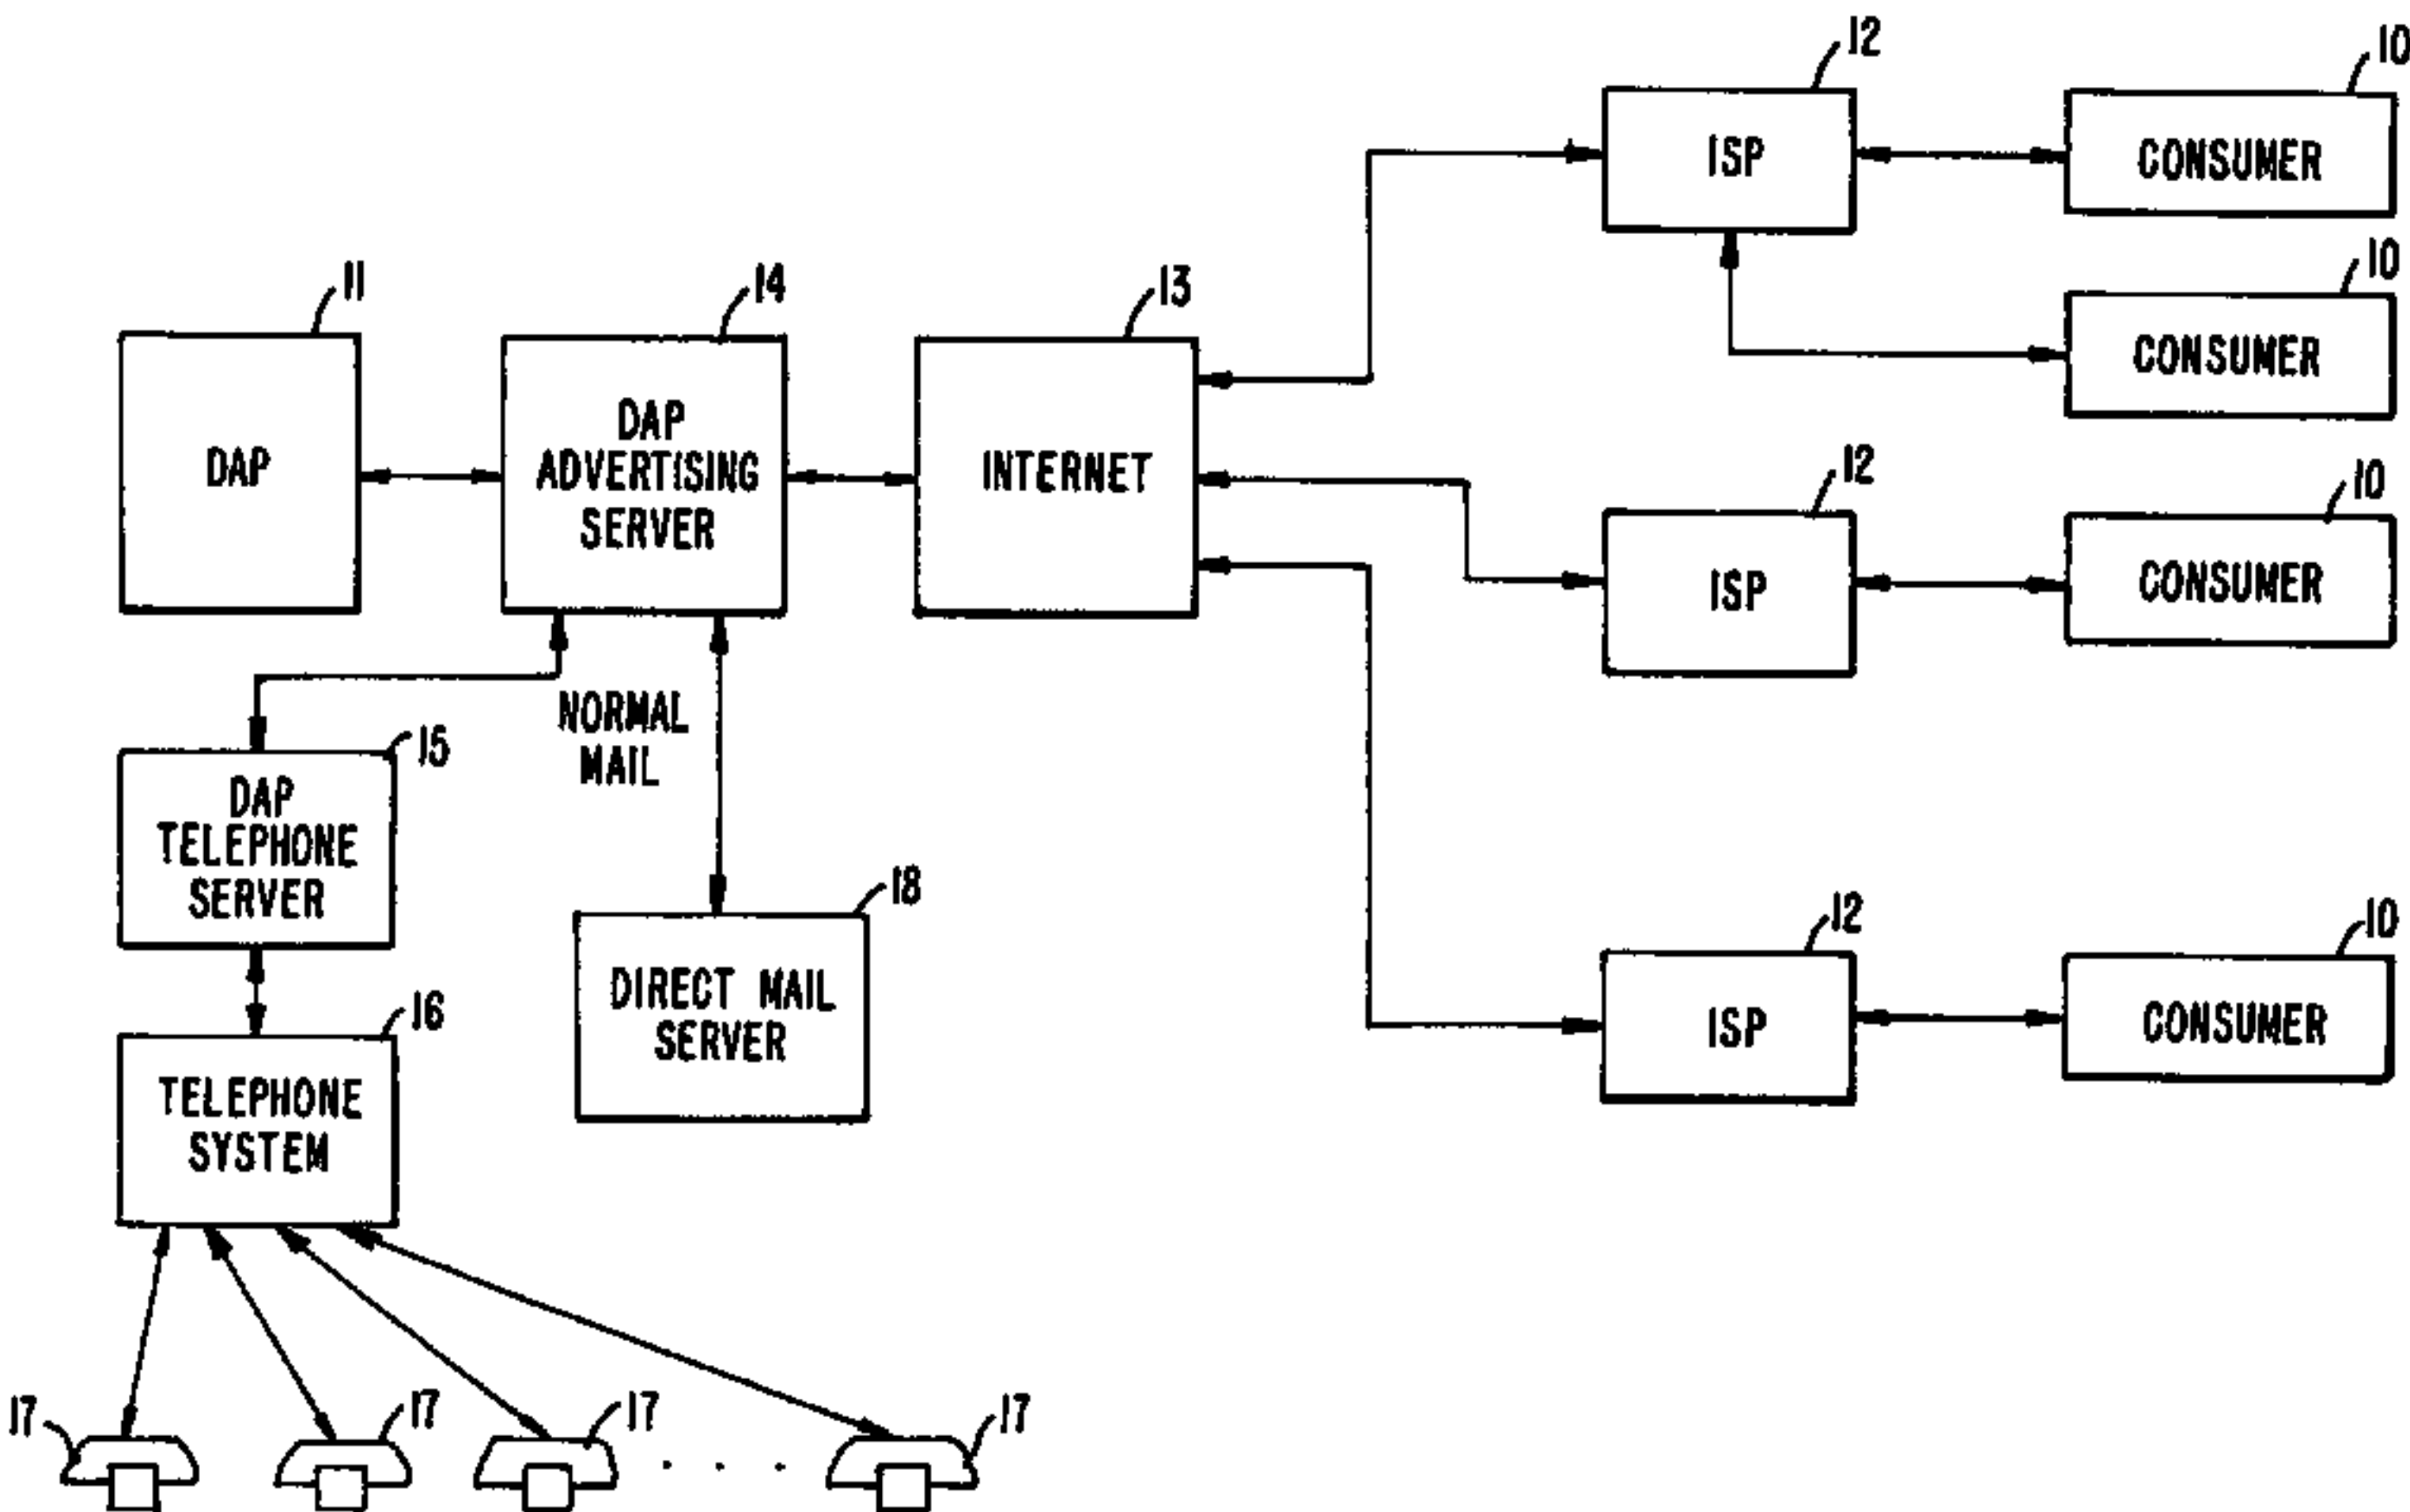 12
10
ISP
CONSUMER
10
CONSUMER
11
14
13
DAP
DAP
ADVERTISING
SERVER
INTERNET
12
10
ISP
CONSUMER
NORMAL
MAIL
15
DAP
TELEPHONE
SERVER
18
DIRECT MAIL
SERVER
12
10
ISP
CONSUMER
16
TELEPHONE
SYSTEM
17
17
17
. . .
17